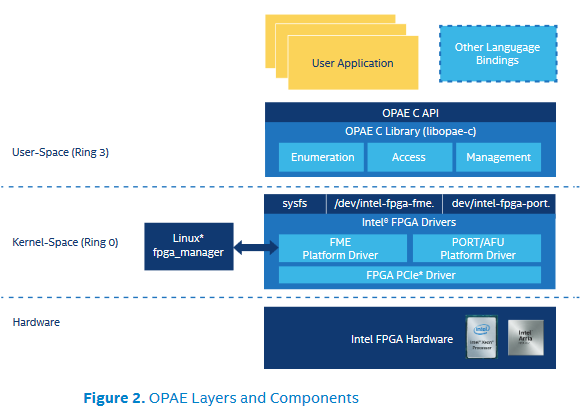 User Application
Other Langugage
Bindings
OPAE C API
OPAE C Library (libopae-c)
User-Space (Ring 3)
Enumeration
Access
Management
sysfs
/dev/intel-fpga-fme.
dev/intel-fpga-port.
Intel® FPGA Drivers
Linux*
fpga_manager
Kernel-Space (Ring 0)
FME
Platform Driver
PORT/AFU
Platform Driver
FPGA PCIe* Driver
Hardware
Intel FPGA Hardware
intel
Intel® Xeon®
Processor
Intel
Arria
Figure 2. OPAE Layers and Components